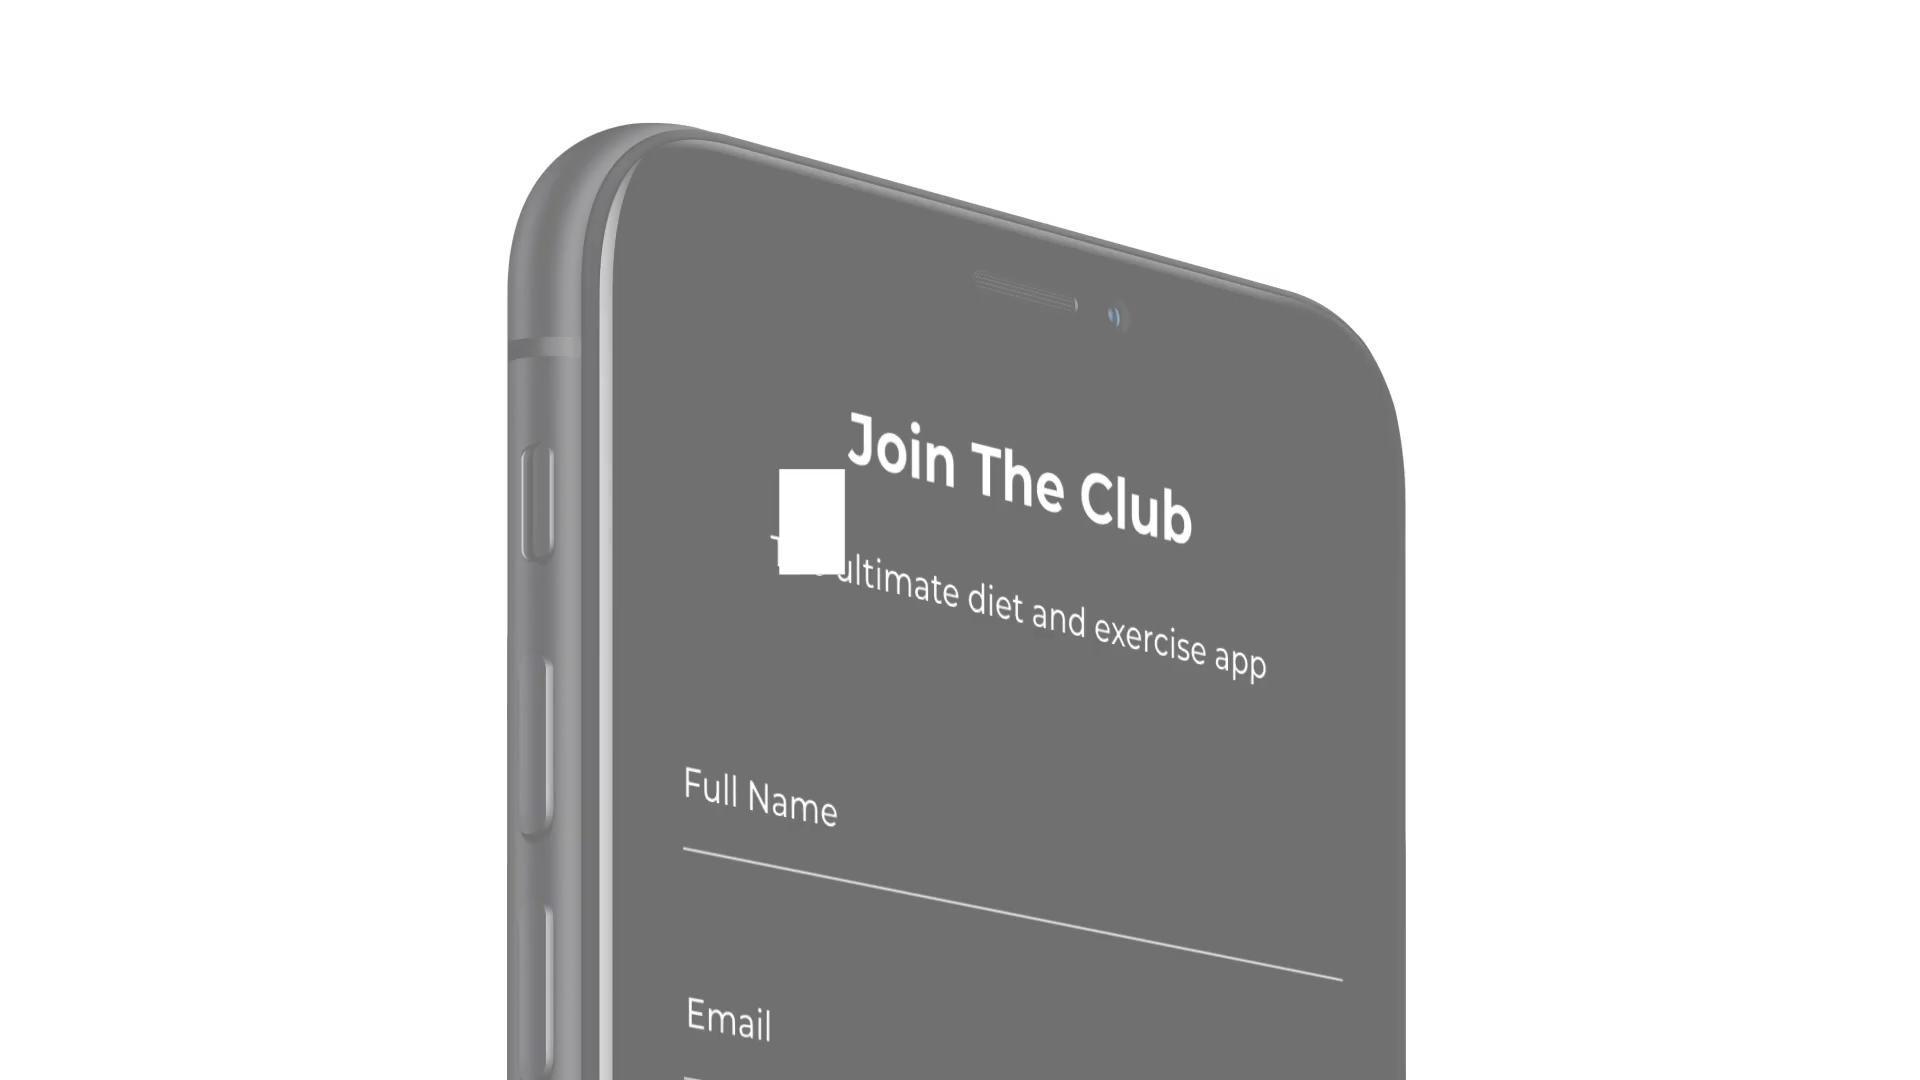 Join The Club
ultimate diet and exercise app
Full Name
Email